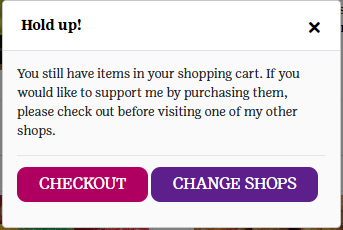 Hold up!
You still have items in your shopping cart. If you
would like to support me by purchasing them,
please check out before visiting one of my other
shops.
CHECKOUT CHANGE SHOPS